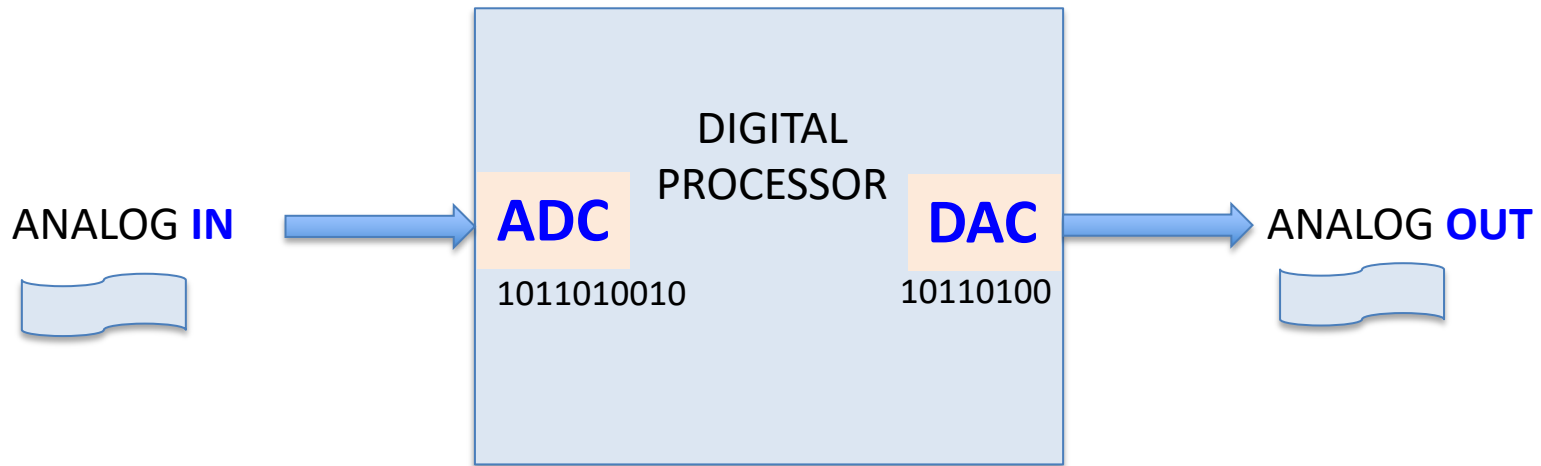 DIGITAL
PROCESSOR
ANALOG IN
ADC
DAC
ANALOG OUT
1011010010
10110100